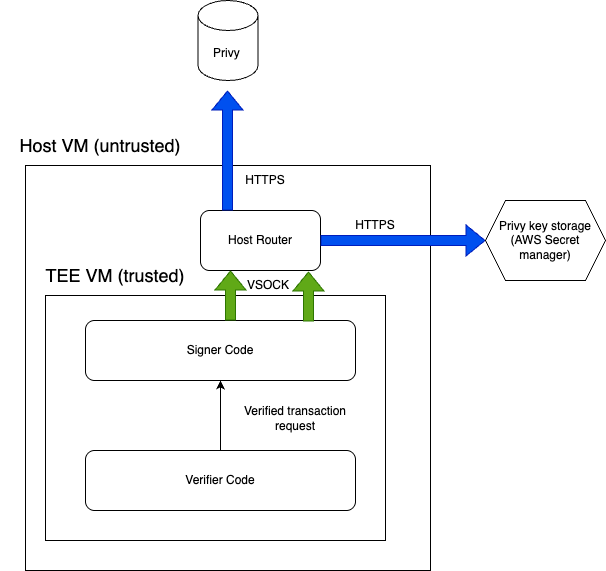 Privy
Host VM (untrusted)
HTTPS
Privy key storage
(AWS Secret
manager)
HTTPS
Host Router
TEE VM (trusted)
VSOCK
Signer Code
Verified transaction
request
Verifier Code